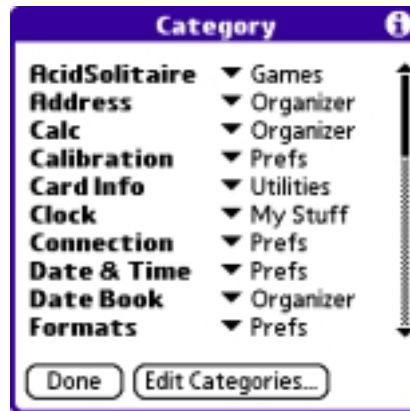 Category
AcidSolitaire Games
Address Organizer
Calc Organizer
Calibration Prefs
Card Info Utilities
Clock My Stuff
Connection Prefs
Date & Time Prefs
Date Book Organizer
Formats Prefs
Done Edit Categories...